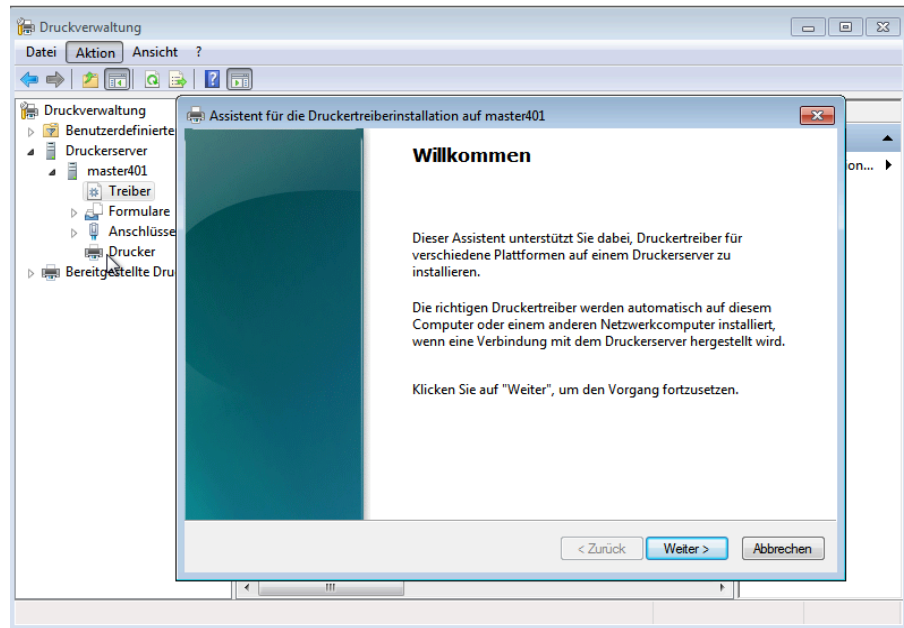 Druckverwaltung
Datei Aktion Ansicht ?
Druckverwaltung
Benutzerdefinierte
Druckerserver
master401
Treiber
Formulare
Anschlüsse
Drucker
Bereitgestellte Dru
Assistent für die Druckertreiberinstallation auf master401
Willkommen
Dieser Assistent unterstützt Sie dabei, Druckertreiber für
verschiedene Plattformen auf einem Druckerserver zu
installieren.
Die richtigen Druckertreiber werden automatisch auf diesem
Computer oder einem anderen Netzwerkcomputer installiert,
wenn eine Verbindung mit dem Druckerserver hergestellt wird.
Klicken Sie auf "Weiter", um den Vorgang fortzusetzen.
< Zurück Weiter > Abbrechen
on...